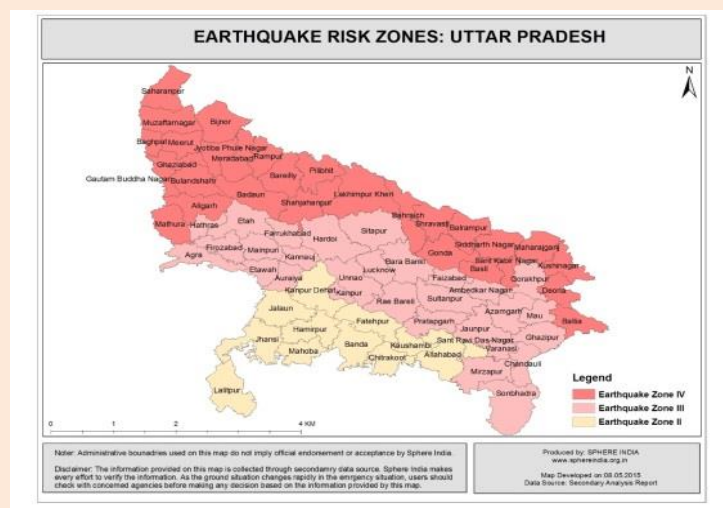 EARTHQUAKE RISK ZONES: UTTAR PRADESH
N
Saharanpur
Muzaffarnagar
Bijnor
Baghpat Meerut
Jyotiba Phule Nagar
Moradabad
Rampur
Ghaziabad
Pilibhit
Bareilly
Gautam Buddha Nagar
Bulandshahr
Badaun
Lakhimpur Kheri
Shahjahanpur
Aligarh
Bahraich
Mathura
Hathras
Etah
Shravasti
Balrampur
Farrukhabad
Sitapur
Siddharth Nagar
Maharajganj
Hardoi
Gonda
Agra
Firozabad
Mainpuri
Kannauj
Bara Banki
Basti
Sant Kabir Nagar
Kushinagar
Etawah
Lucknow
Faizabad
Gorakhpur
Auraiya
Unnao
Ambedkar Nagar
Deoria
Kanpur Dehat
Kanpur
Rae Bareli
Sultanpur
Jalaun
Azamgarh
Mau
Ballia
Fatehpur
Pratapgarh
Jaunpur
Hamirpur
Ghazipur
Jhansi
Banda
Kaushambi
Sant Ravi Das Nagar
Varanasi
Mahoba
Chitrakoot
Allahabad
Chandauli
Mirzapur
Lalitpur
Sonbhadra
Legend
Earthquake Zone IV
Earthquake Zone III
Earthquake Zone II
0 2 4 KM
Note: Administrative bounadries used on this map do not imply official endorsement or acceptance by Sphere India.
Disclaimer: The information provided on this map is collected through secondamry data source. Sphere India makes
every effort to verify the information. As the ground situation changes rapidly in the emrgency situation, users should
check with concerned agencies before making any decision based on the information provided by this map.
Produced by: SPHERE INDIA
www.sphereindia.org.in
Map Developed on 08.05.2015
Data Source: Secondary Analysis Report